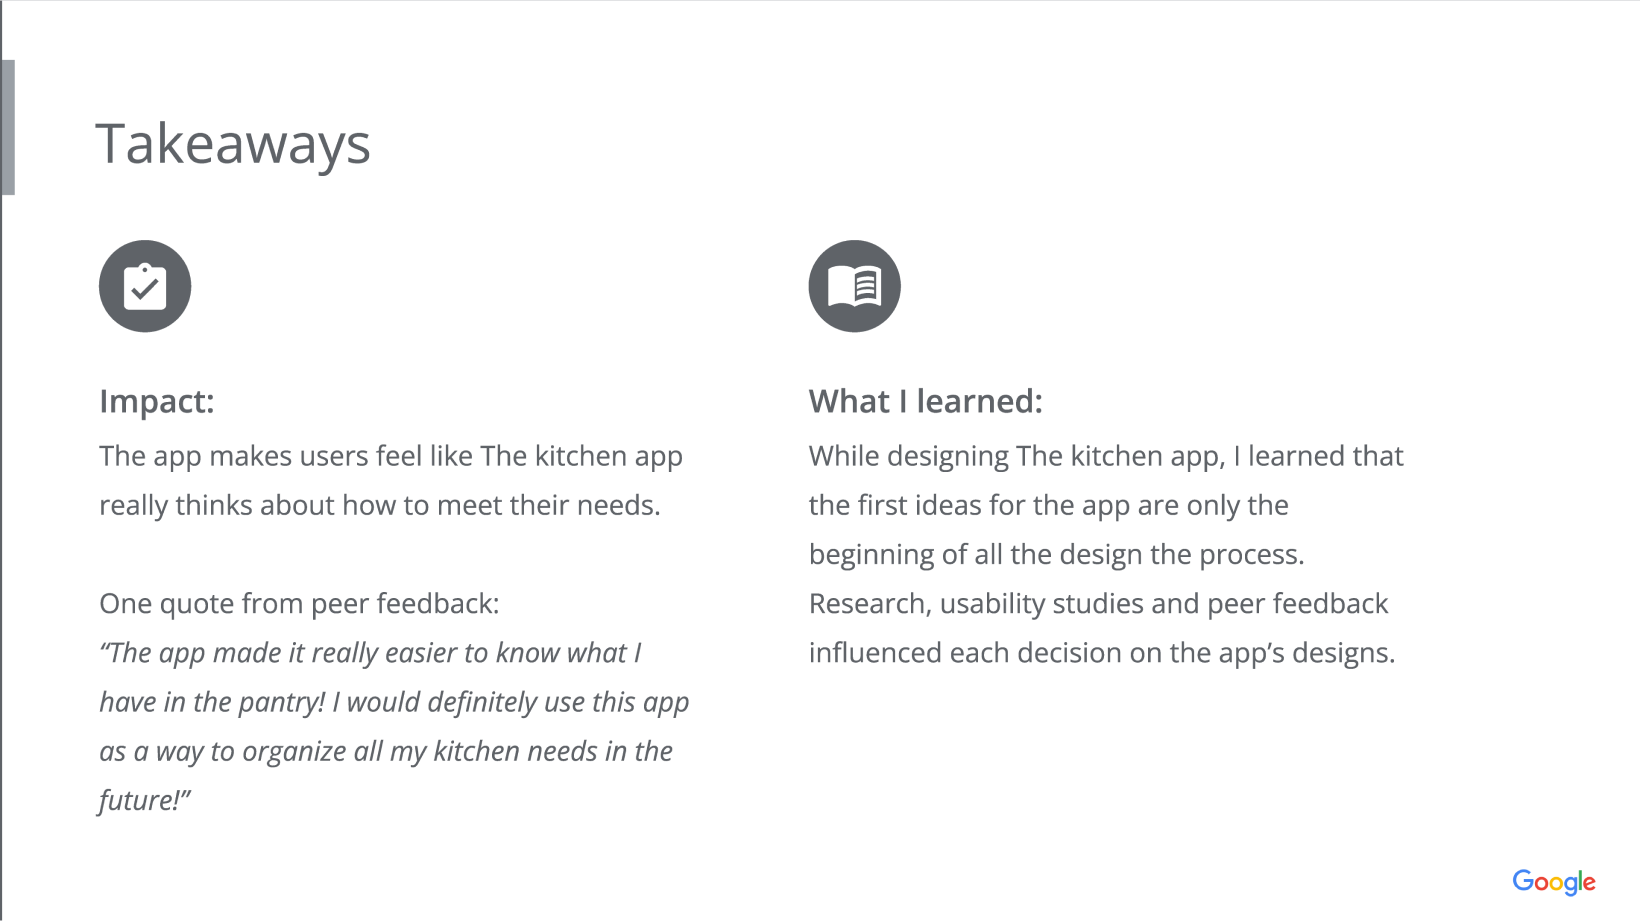 Takeaways
Impact:
The app makes users feel like The kitchen app
really thinks about how to meet their needs.
One quote from peer feedback:
“The app made it really easier to know what I
have in the pantry! I would definitely use this app
as a way to organize all my kitchen needs in the
future!”
What I learned:
While designing The kitchen app, I learned that
the first ideas for the app are only the
beginning of all the design the process.
Research, usability studies and peer feedback
influenced each decision on the app’s designs.
Google